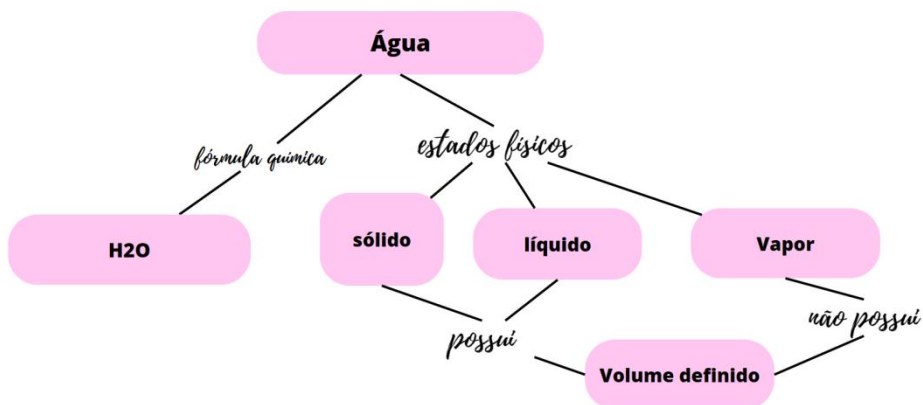 Água
fórmula química
estados físicos
H2O
sólido
líquido
Vapor
possui
não possui
Volume definido